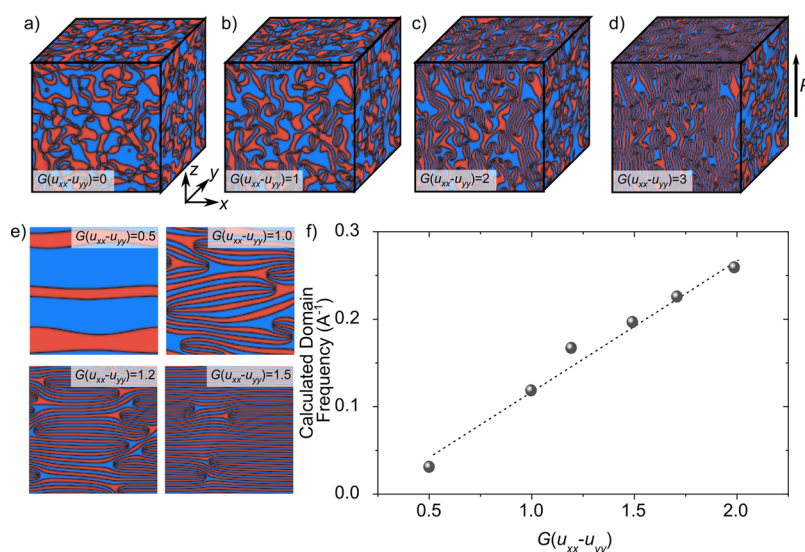 a)
b)
c)
d)
G(uxx-uyy)=0
G(uxx-uyy)=1
G(uxx-uyy)=2
G(uxx-uyy)=3
z
y
x
e)
G(uxx-uyy)=0.5
G(uxx-uyy)=1.0
G(uxx-uyy)=1.2
G(uxx-uyy)=1.5
f)
Calculated Domain
Frequency (A⁻¹)
0.3
0.2
0.1
0.0
0.5
1.0
1.5
2.0
G(uxx-uyy)